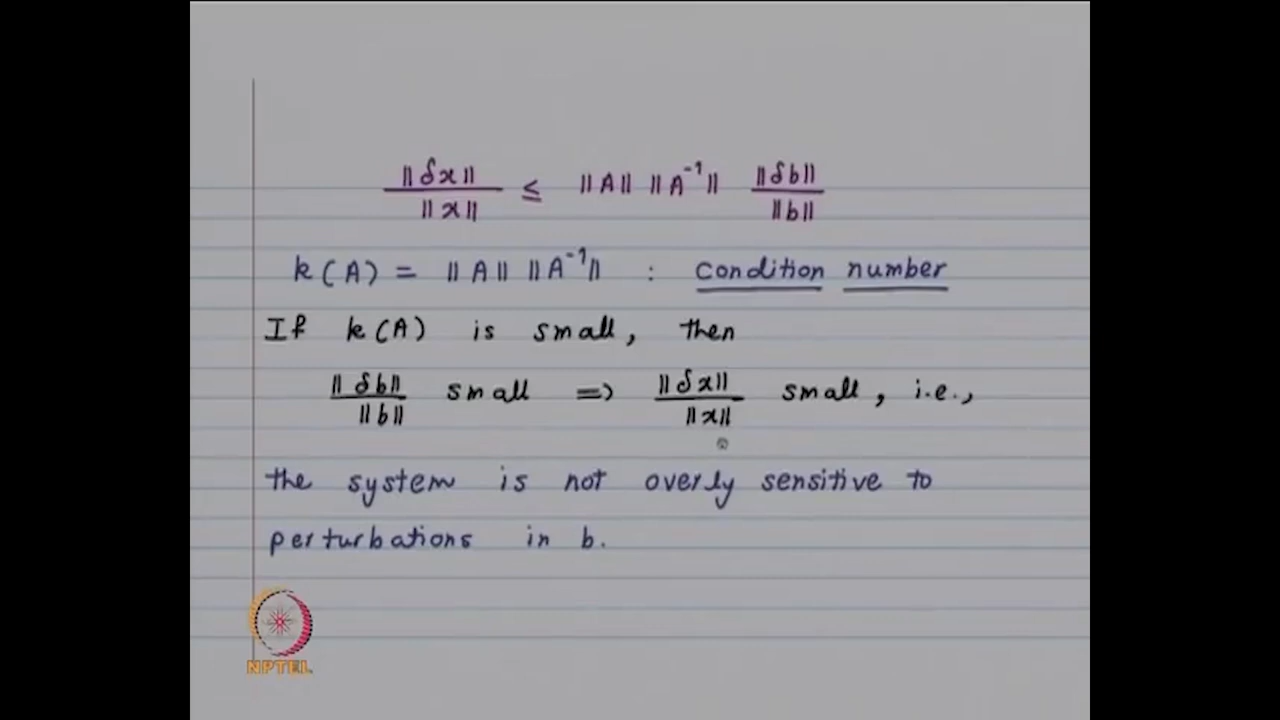 ||δx|| / ||x|| ≤ ||A|| ||A⁻¹|| ||δb|| / ||b||
k(A) = ||A|| ||A⁻¹|| : condition number
If k(A) is small, then
||δb|| / ||b|| small ⇒ ||δx|| / ||x|| small, i.e.,
the system is not overly sensitive to
perturbations in b.
NPTEL